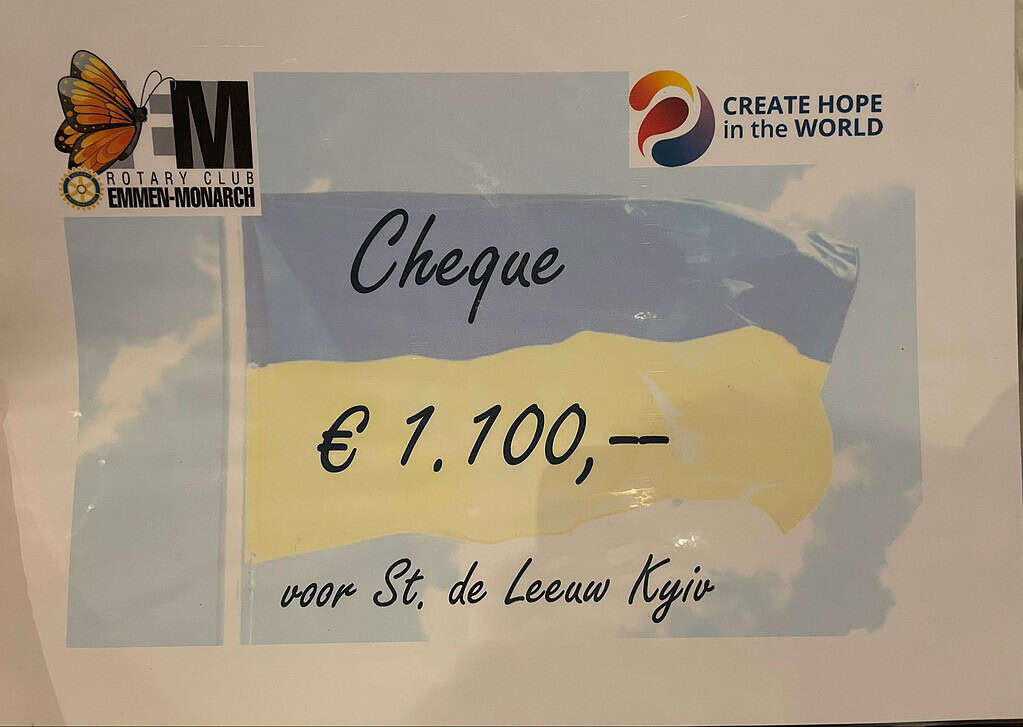 EM
ROTARY CLUB
EMMEN-MONARCH
CREATE HOPE
in the WORLD
Cheque
€ 1.100,--
voor St. de Leeuw Kyiv